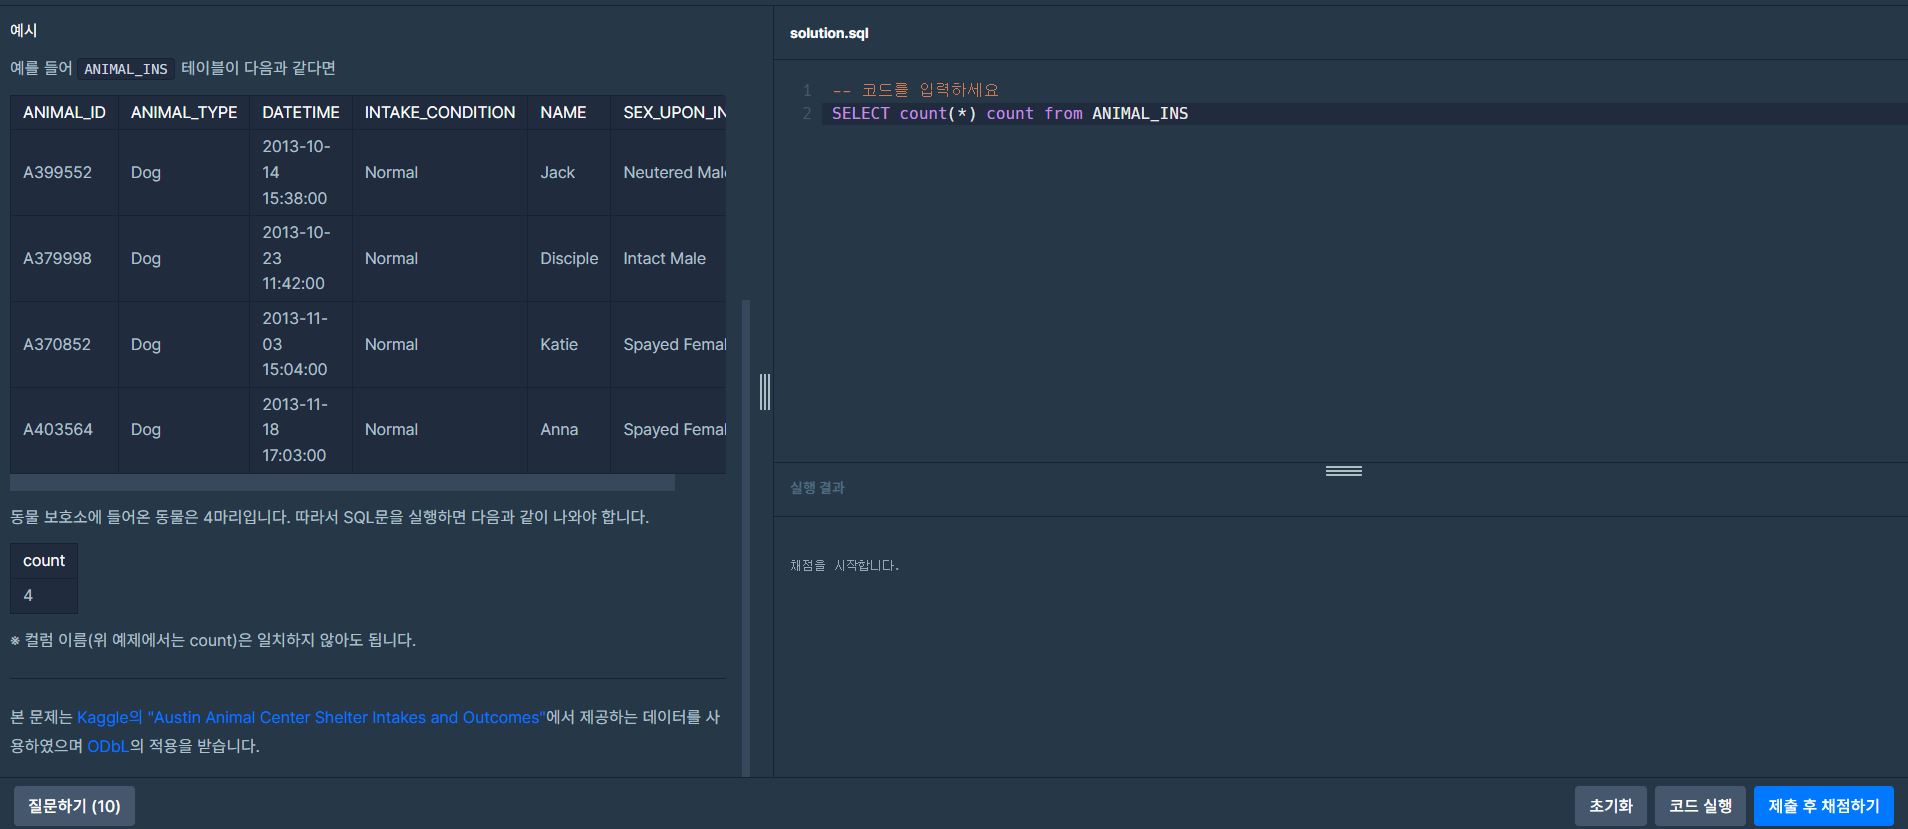 예시
예를 들어 ANIMAL_INS 테이블이 다음과 같다면
ANIMAL_ID ANIMAL_TYPE DATETIME INTAKE_CONDITION NAME SEX_UPON_IN
A399552 Dog 2013-10-14 15:38:00 Normal Jack Neutered Mal
A379998 Dog 2013-10-23 11:42:00 Normal Disciple Intact Male
A370852 Dog 2013-11-03 15:04:00 Normal Katie Spayed Femal
A403564 Dog 2013-11-18 17:03:00 Normal Anna Spayed Femal
동물 보호소에 들어온 동물은 4마리입니다. 따라서 SQL문을 실행하면 다음과 같이 나와야 합니다.
count
4
※ 컬럼 이름(위 예제에서는 count)은 일치하지 않아도 됩니다.
본 문제는 Kaggle의 "Austin Animal Center Shelter Intakes and Outcomes"에서 제공하는 데이터를 사
용하였으며 ODbL의 적용을 받습니다.
solution.sql
1 -- 코드를 입력하세요
2 SELECT count(*) count from ANIMAL_INS
실행 결과
채점을 시작합니다.
질문하기 (10)
초기화 코드 실행 제출 후 채점하기